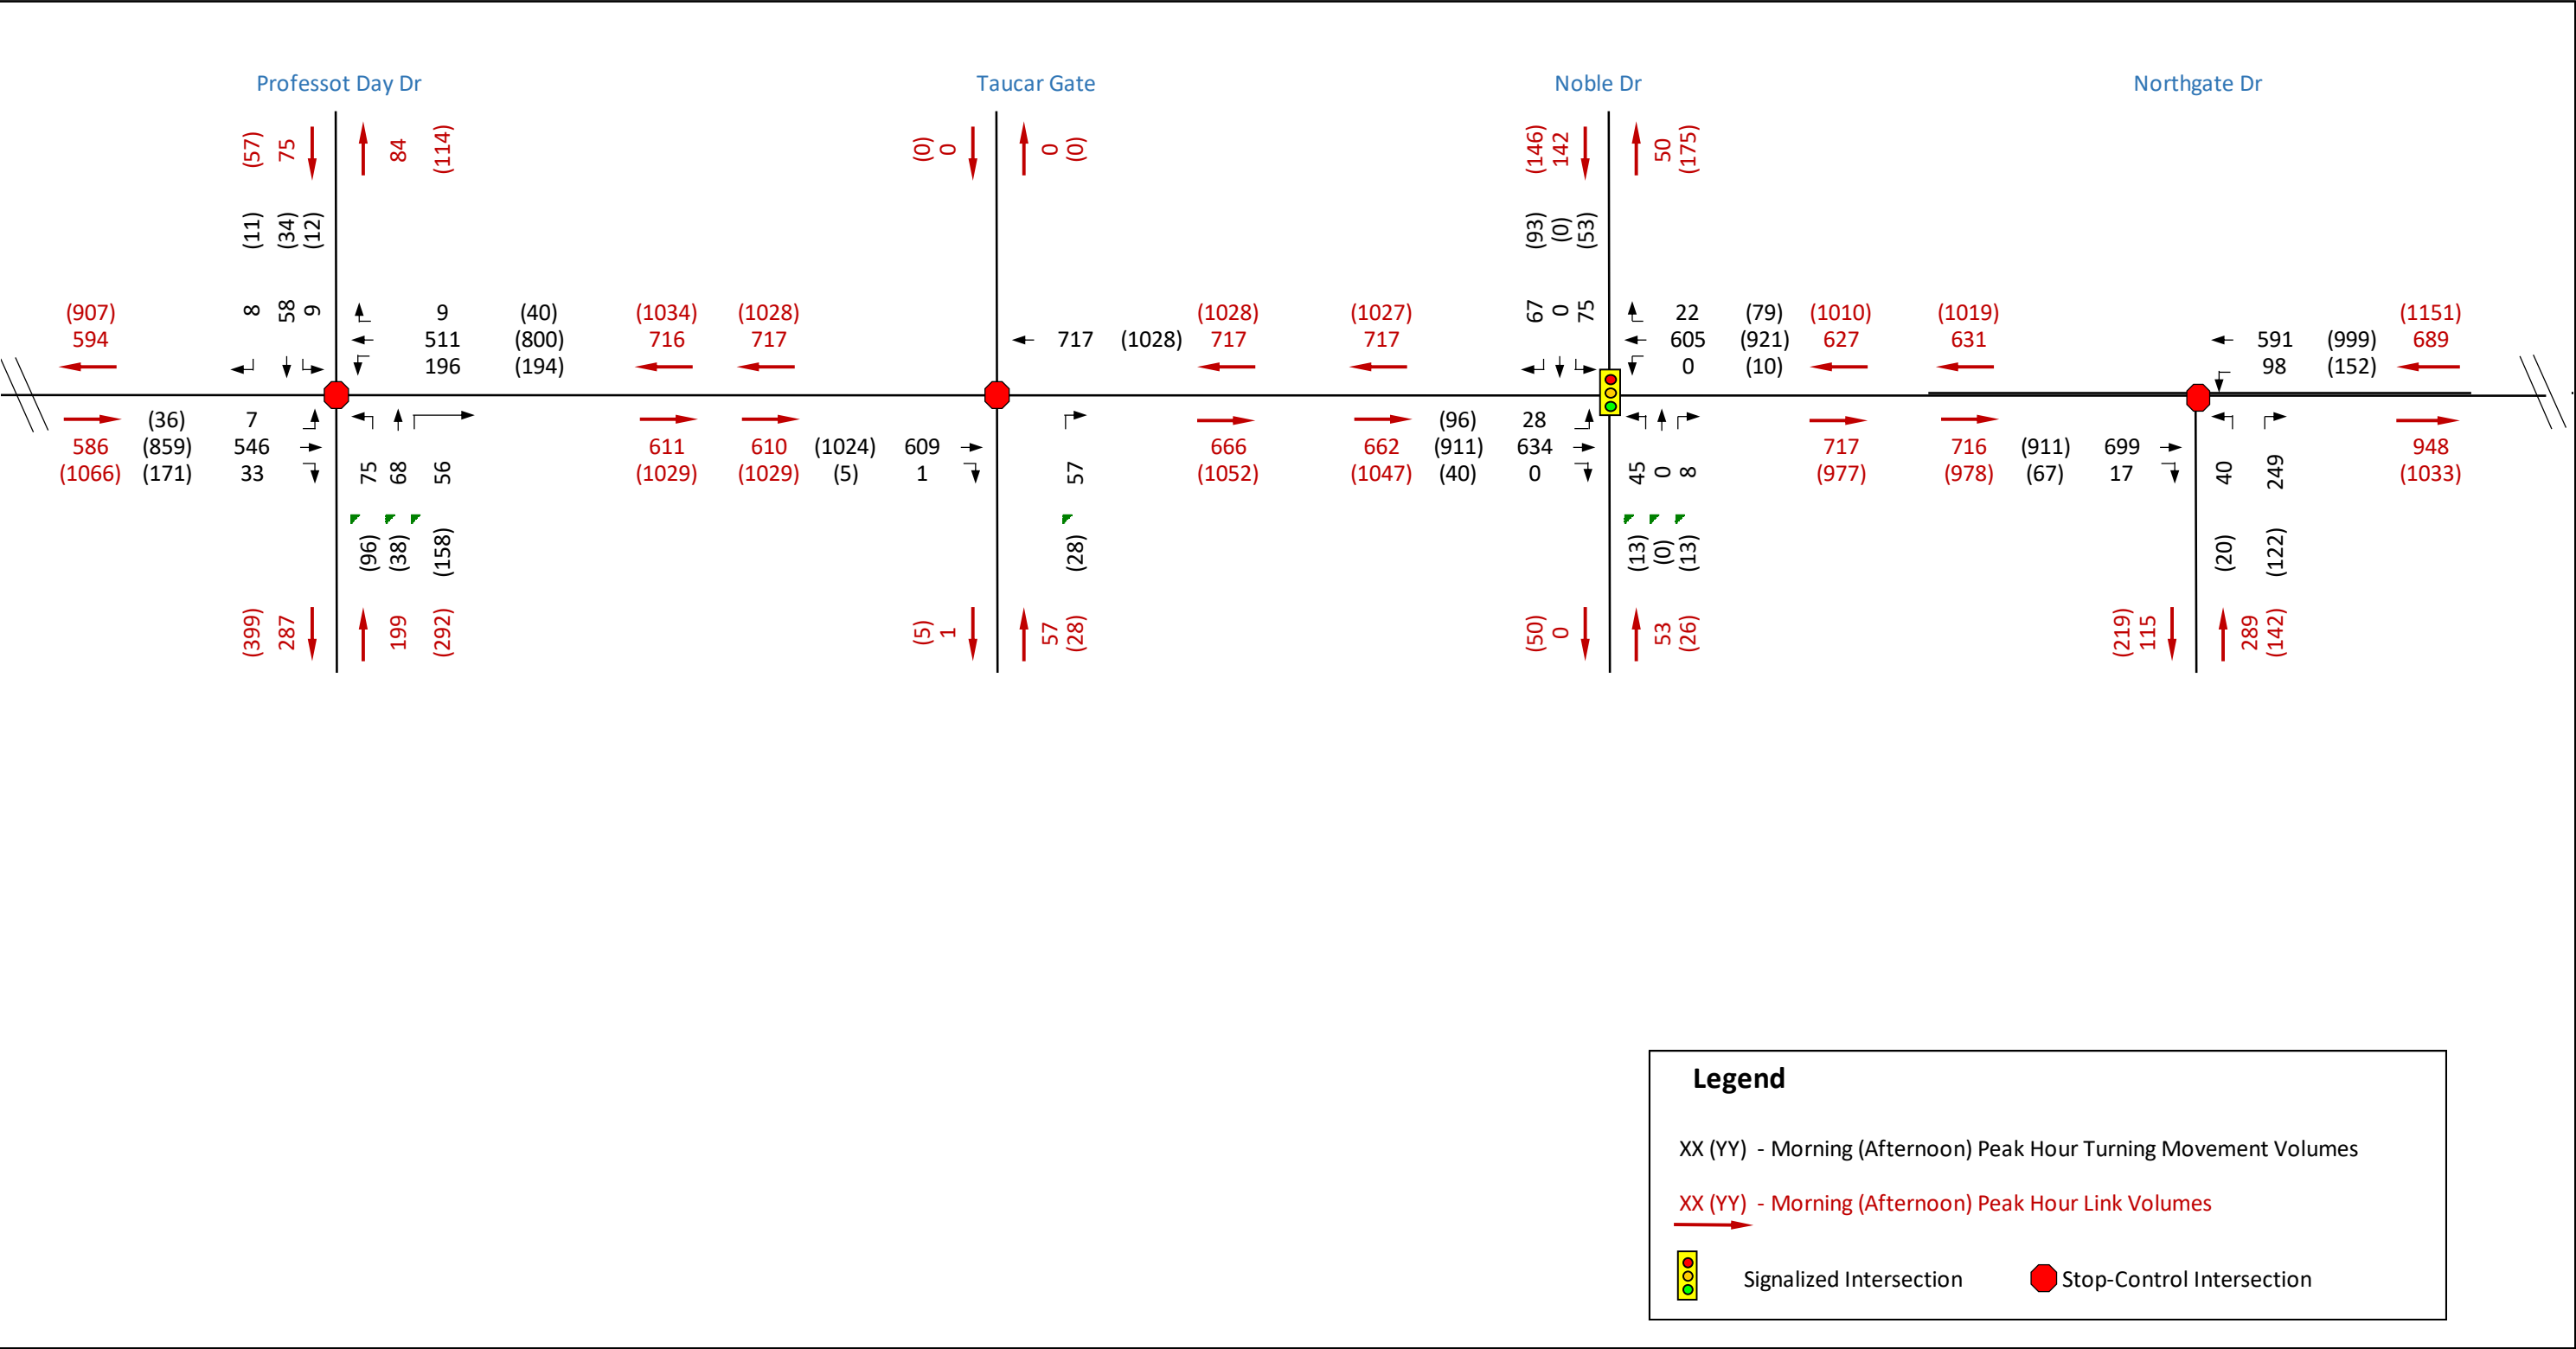 Professot Day Dr
Taucar Gate
Noble Dr
Northgate Dr
(57) 75 84 (114)
(0) 0 0 (0)
(146) 142 50 (175)
(11) (34) (12)
(93) (0) (53)
8 58 9
67 0 75
(907) 9 (40) (1034) (1028) (1028) (1027) 22 (79) (1010) (1019) (1151)
594 511 (800) 716 717 717 (1028) 717 717 605 (921) 627 631 591 (999) 689
196 (194) 0 (10) 98 (152)
(36) 7 (96) 28
586 (859) 546 611 610 (1024) 609 666 662 (911) 634 717 716 (911) 699 948
(1066) (171) 33 (1029) (1029) (5) 1 (1052) (1047) (40) 0 (977) (978) (67) 17 (1033)
75 68 56
57
45 0 8
40 249
(96) (38) (158)
(28)
(13) (0) (13)
(20) (122)
(399) 287 199 (292)
(5) 1 57 (28)
(50) 0 53 (26)
(219) 115 289 (142)
Legend
XX (YY) - Morning (Afternoon) Peak Hour Turning Movement Volumes
XX (YY) - Morning (Afternoon) Peak Hour Link Volumes
Signalized Intersection
Stop-Control Intersection